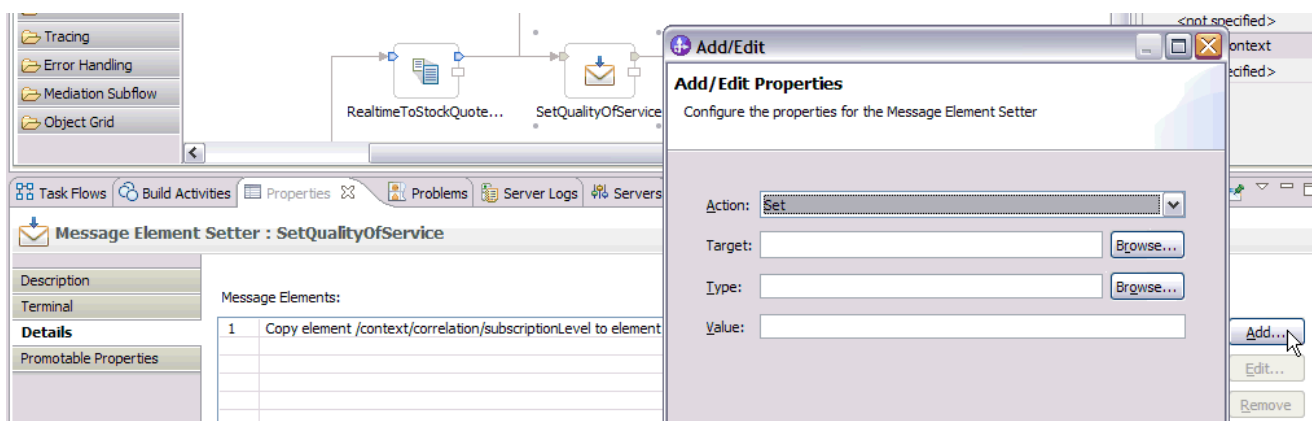 <not specified>
Tracing
Error Handling
Mediation Subflow
Object Grid
RealtimeToStockQuote...
SetQualityOfService
Add/Edit
ontext
ecified>
Add/Edit Properties
Configure the properties for the Message Element Setter
Task Flows Build Activities Properties Problems Server Logs Servers
Action: Set
Message Element Setter : SetQualityOfService
Target: Browse...
Description
Type: Browse...
Terminal
Message Elements:
Details
1 Copy element /context/correlation/subscriptionLevel to element
Value:
Add...
Promotable Properties
Edit...
Remove